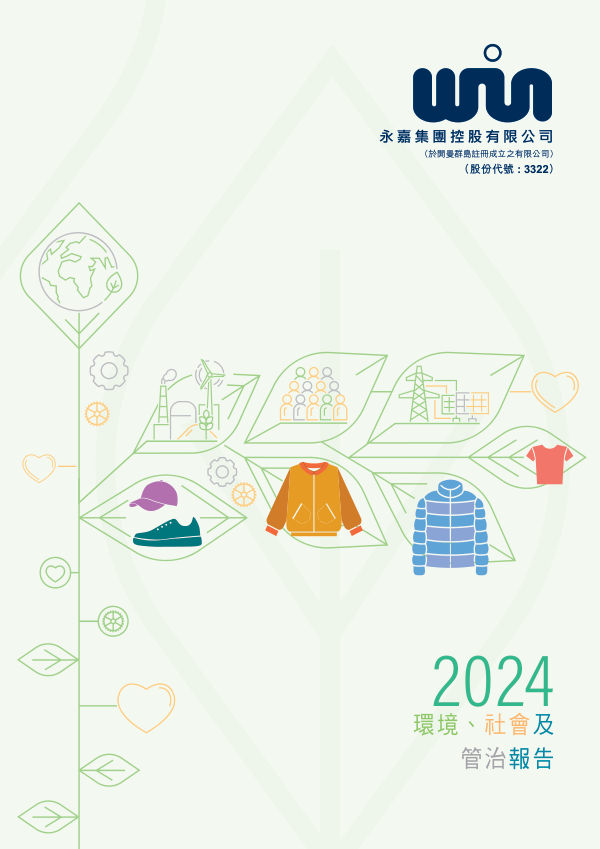 win
永嘉集團控股有限公司
（於開曼群島註冊成立之有限公司）
（股份代號 : 3322）
2024
環境、社會及
管治報告